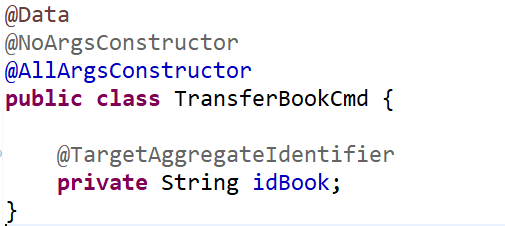 @Data
@NoArgsConstructor
@AllArgsConstructor
public class TransferBookCmd {
@TargetAggregateIdentifier
private String idBook;
}